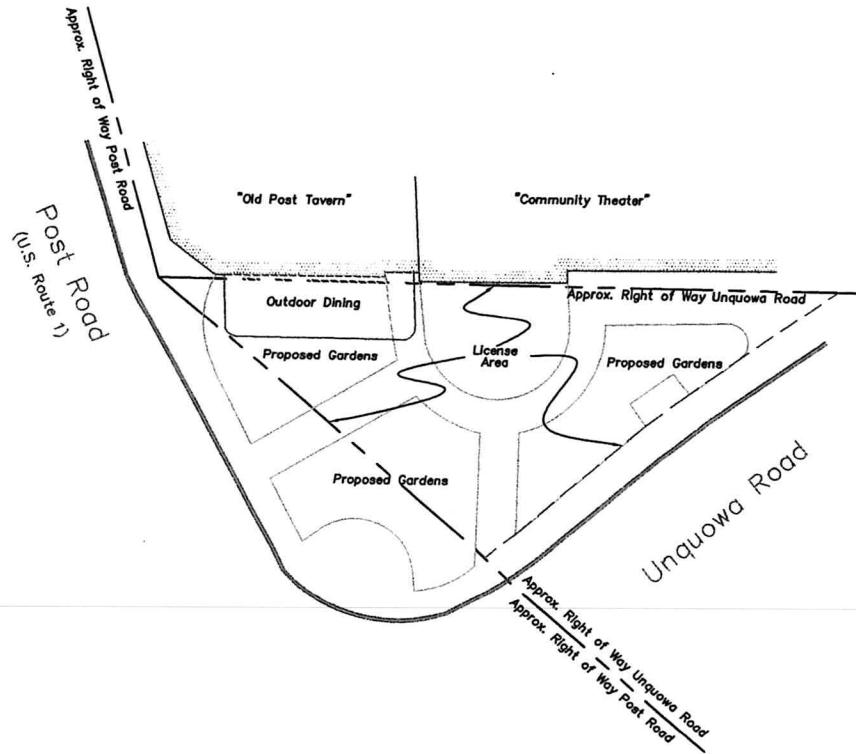 Approx. Right of Way Post Road
Post Road
(U.S. Route 1)
"Old Post Tavern"
"Community Theater"
Outdoor Dining
Approx. Right of Way Unquowa Road
Proposed Gardens
License
Area
Proposed Gardens
Proposed Gardens
Unquowa Road
Approx. Right of Way Unquowa Road
Approx. Right of Way Post Road